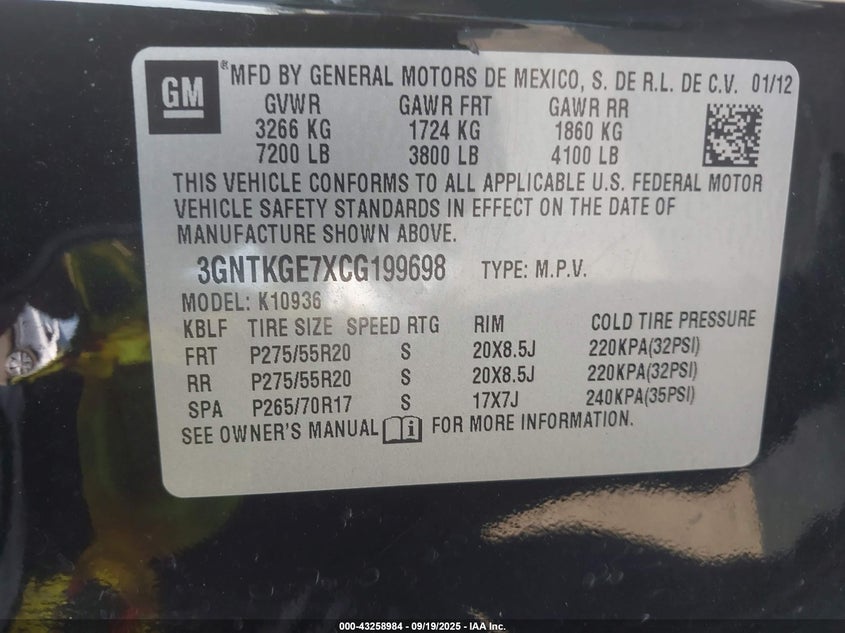 GM ® MFD BY GENERAL MOTORS DE MEXICO, S. DE R.L. DE C.V. 01/12
GVWR GAWR FRT GAWR RR
3266 KG 1724 KG 1860 KG
7200 LB 3800 LB 4100 LB
THIS VEHICLE CONFORMS TO ALL APPLICABLE U.S. FEDERAL MOTOR
VEHICLE SAFETY STANDARDS IN EFFECT ON THE DATE OF
MANUFACTURE SHOWN ABOVE.
3GNTKGE7XCG199698 TYPE: M.P.V.
MODEL: K10936
KBLF TIRE SIZE SPEED RTG RIM COLD TIRE PRESSURE
FRT P275/55R20 S 20X8.5J 220KPA(32PSI)
RR P275/55R20 S 20X8.5J 220KPA(32PSI)
SPA P265/70R17 S 17X7J 240KPA(35PSI)
SEE OWNER'S MANUAL FOR MORE INFORMATION.
000-43258984 - 09/19/2025 - IAA Inc.